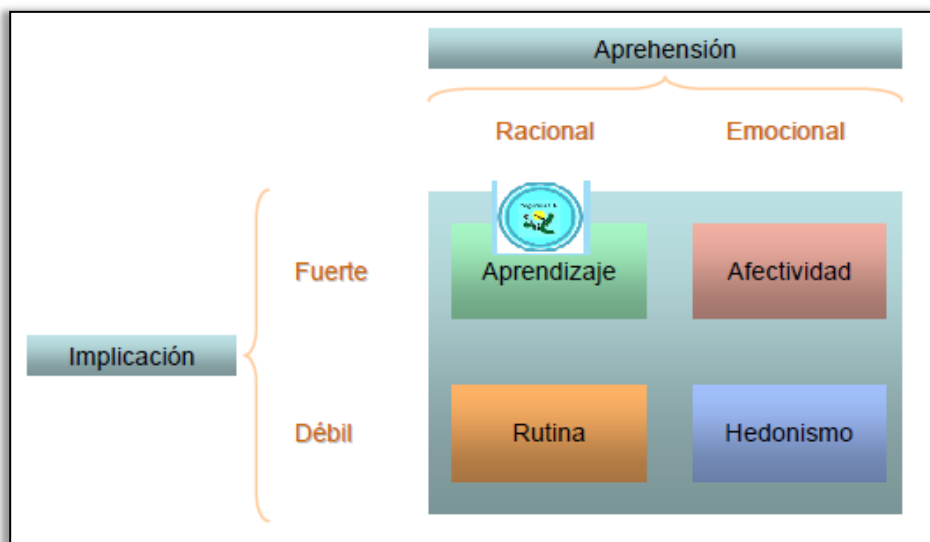 Aprehensión
Racional
Emocional
Fuerte
Aprendizaje
Afectividad
Implicación
Débil
Rutina
Hedonismo